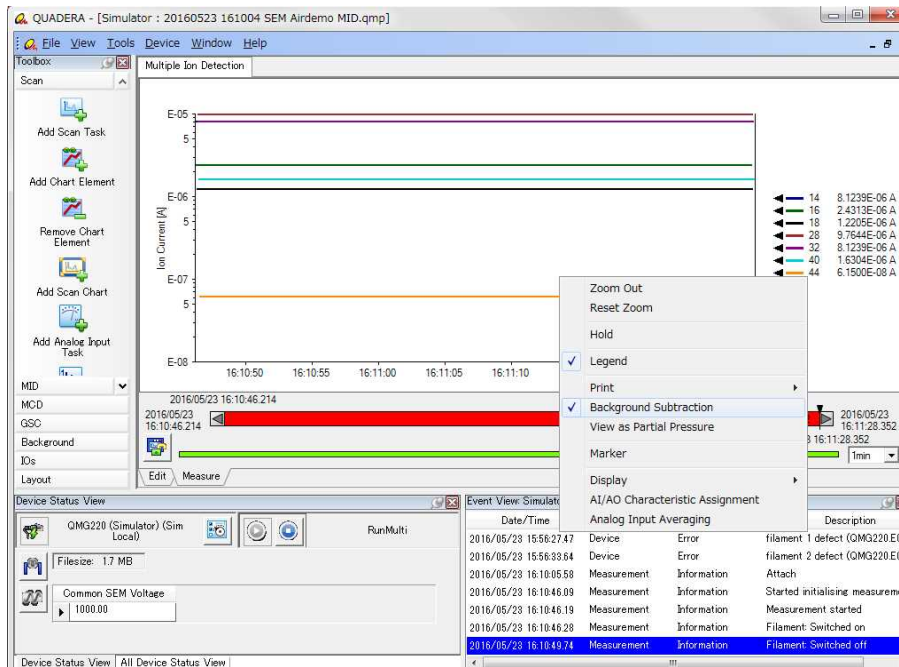 QUADERA - [Simulator : 20160523 161004 SEM Airdemo MID.qmp]
File View Tools Device Window Help
Toolbox
Scan
Add Scan Task
Add Chart Element
Remove Chart
Element
Add Scan Chart
Add Analog Input
Task
MID
MCD
GSC
Background
IOs
Layout
Multiple Ion Detection
Ion Current [A]
E-05
5
E-06
5
E-07
5
E-08
16:10:50 16:10:55 16:11:00 16:11:05 16:11:10
14 8.1239E-06 A
16 2.4313E-06 A
18 1.2205E-06 A
28 9.7644E-06 A
32 8.1239E-06 A
40 1.6304E-06 A
44 6.1500E-08 A
Zoom Out
Reset Zoom
Hold
Legend
Print
Background Subtraction
View as Partial Pressure
Marker
Display
AI/AO Characteristic Assignment
Analog Input Averaging
2016/05/23 16:10:46.214
2016/05/23
16:10:46.214
2016/05/23
16:11:28.352
16:11:28.352
1min
Edit Measure
Device Status View
QMG220 (Simulator) (Sim
Local)
RunMulti
Filesize: 1.7 MB
Common SEM Voltage
1000.00
Device Status View All Device Status View
Event View: Simulator
Date/Time Description
2016/05/23 15:56:27.47 Device Error filament 1 defect (QMG220.E
2016/05/23 15:56:33.64 Device Error filament 2 defect (QMG220.E
2016/05/23 16:10:05.58 Measurement Information Attach
2016/05/23 16:10:46.09 Measurement Information Started initialising measurem
2016/05/23 16:10:46.19 Measurement Information Measurement started
2016/05/23 16:10:46.28 Measurement Information Filament: Switched on
2016/05/23 16:10:49.74 Measurement Information Filament: Switched off